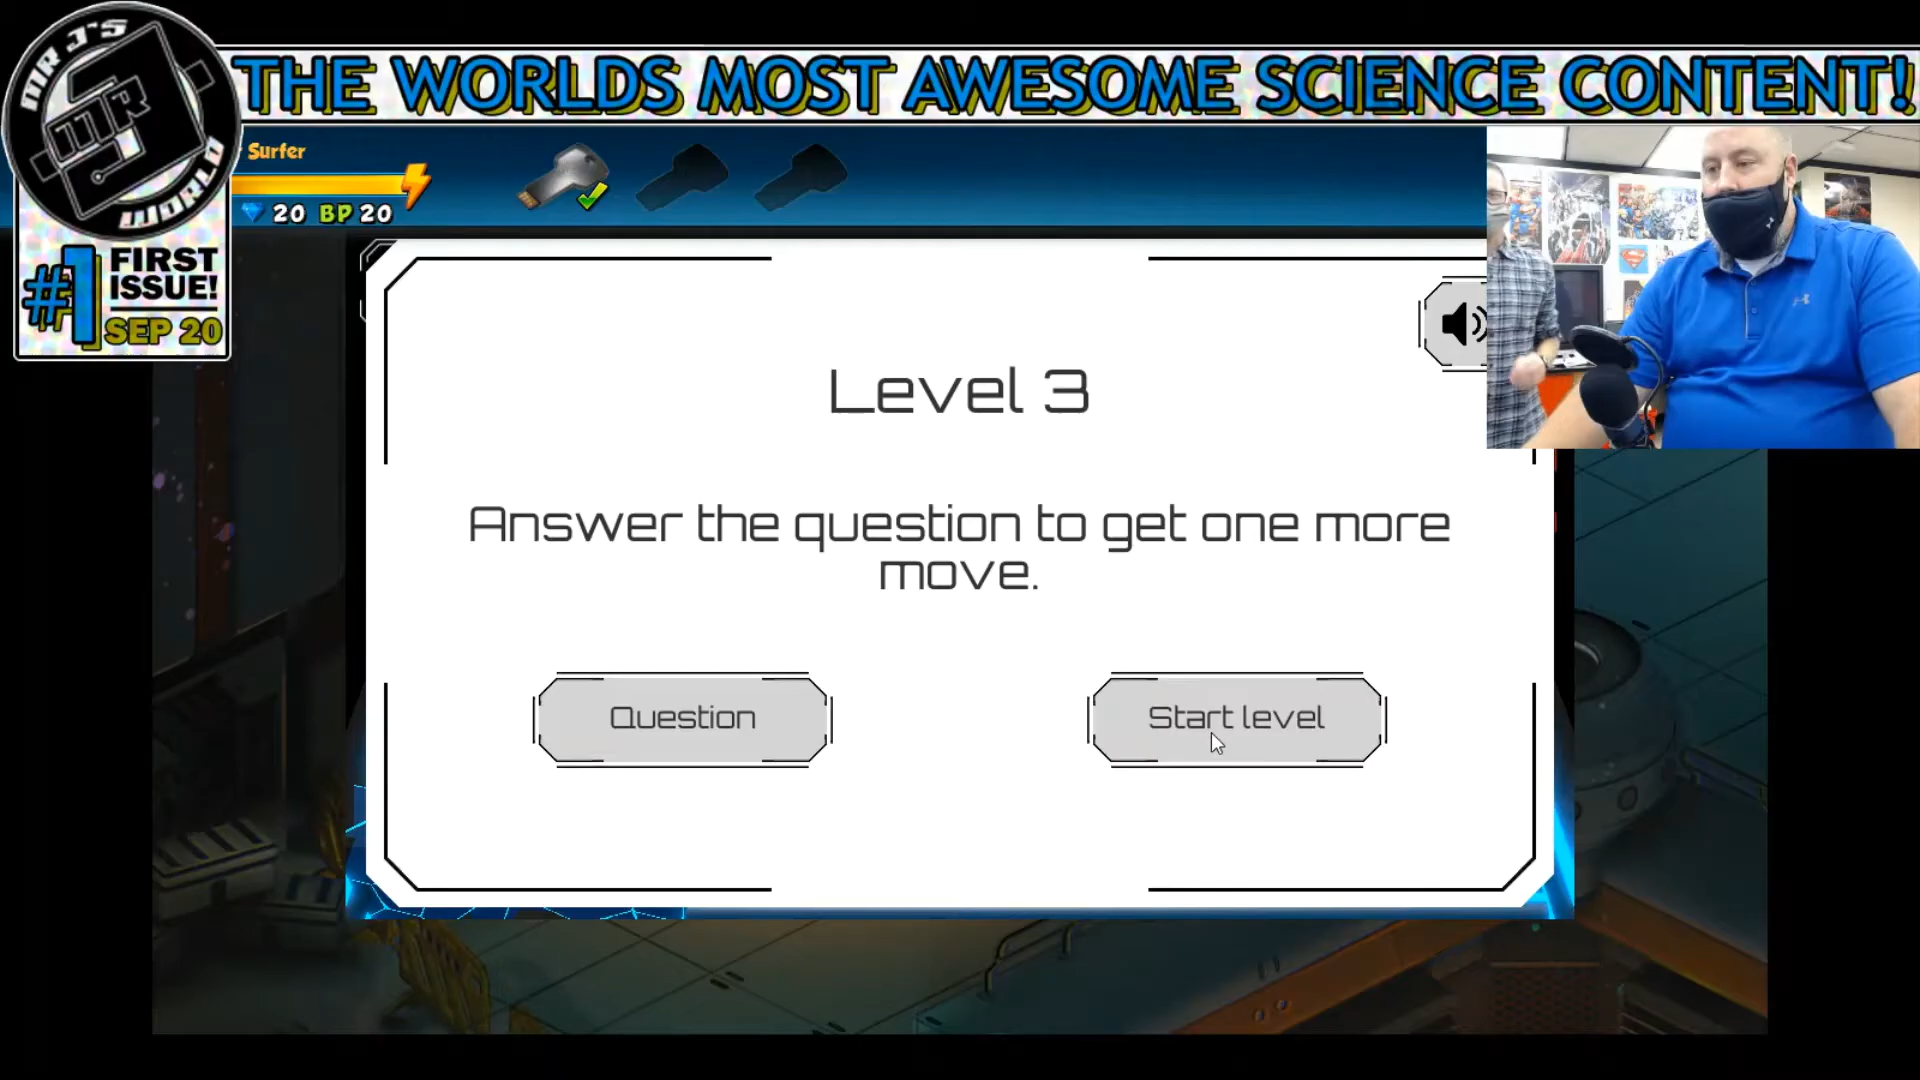 MR J'S
MR J
WORLD
THE WORLDS MOST AWESOME SCIENCE CONTENT!
#1 FIRST
ISSUE!
SEP 20
Surfer
20 BP 20
Level 3
Answer the question to get one more
move.
Question
Start level